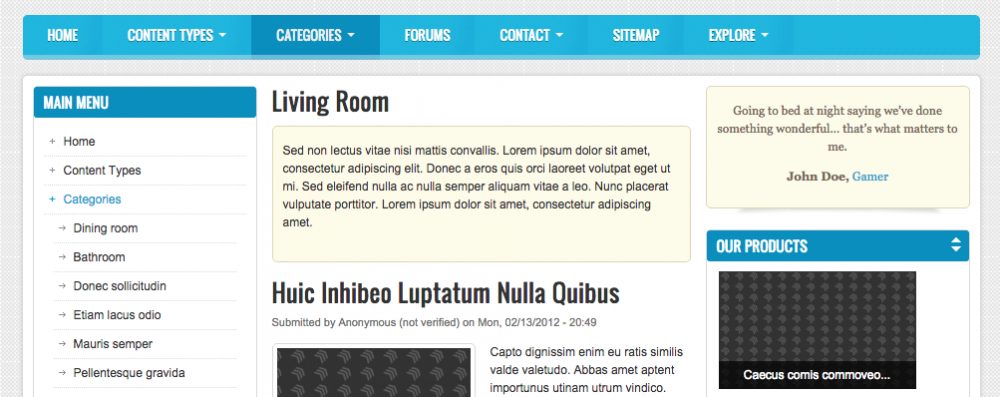 HOME CONTENT TYPES CATEGORIES FORUMS CONTACT SITEMAP EXPLORE
MAIN MENU
Home
Content Types
Categories
Dining room
Bathroom
Donec sollicitudin
Etiam lacus odio
Mauris semper
Pellentesque gravida
Living Room
Sed non lectus vitae nisi mattis convallis. Lorem ipsum dolor sit amet,
consectetur adipiscing elit. Donec a eros quis orci laoreet volutpat eget ut
mi. Sed eleifend nulla ac nulla semper aliquam vitae a leo. Nunc placerat
vulputate porttitor. Lorem ipsum dolor sit amet, consectetur adipiscing
amet.
Huic Inhibeo Luptatum Nulla Quibus
Submitted by Anonymous (not verified) on Mon, 02/13/2012 - 20:49
Capto dignissim enim eu ratis similis
valde valetudo. Abbas amet aptent
importunus utinam utrum vindico.
Going to bed at night saying we've done
something wonderful... that's what matters to
me.
John Doe, Gamer
OUR PRODUCTS
Caecus comis commoveo...